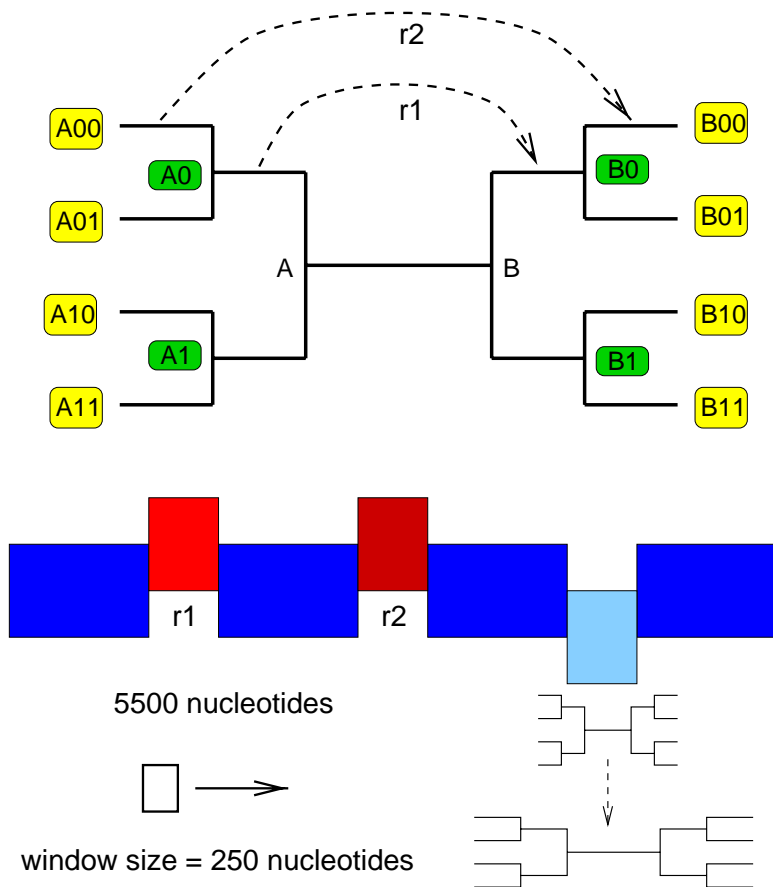 r2
r1
A00
B00
A0
B0
A01
B01
A
B
A10
B10
A1
B1
A11
B11
r1
r2
5500 nucleotides
window size = 250 nucleotides